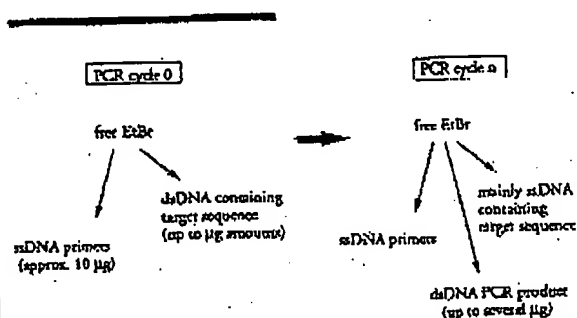 PCR cycle 0
free EtBr
dsDNA containing
target sequence
(up to µg amounts)
ssDNA primers
(approx. 10 µg)
PCR cycle n
free EtBr
mainly ssDNA
containing
target sequence
ssDNA primers
dsDNA PCR product
(up to several µg)